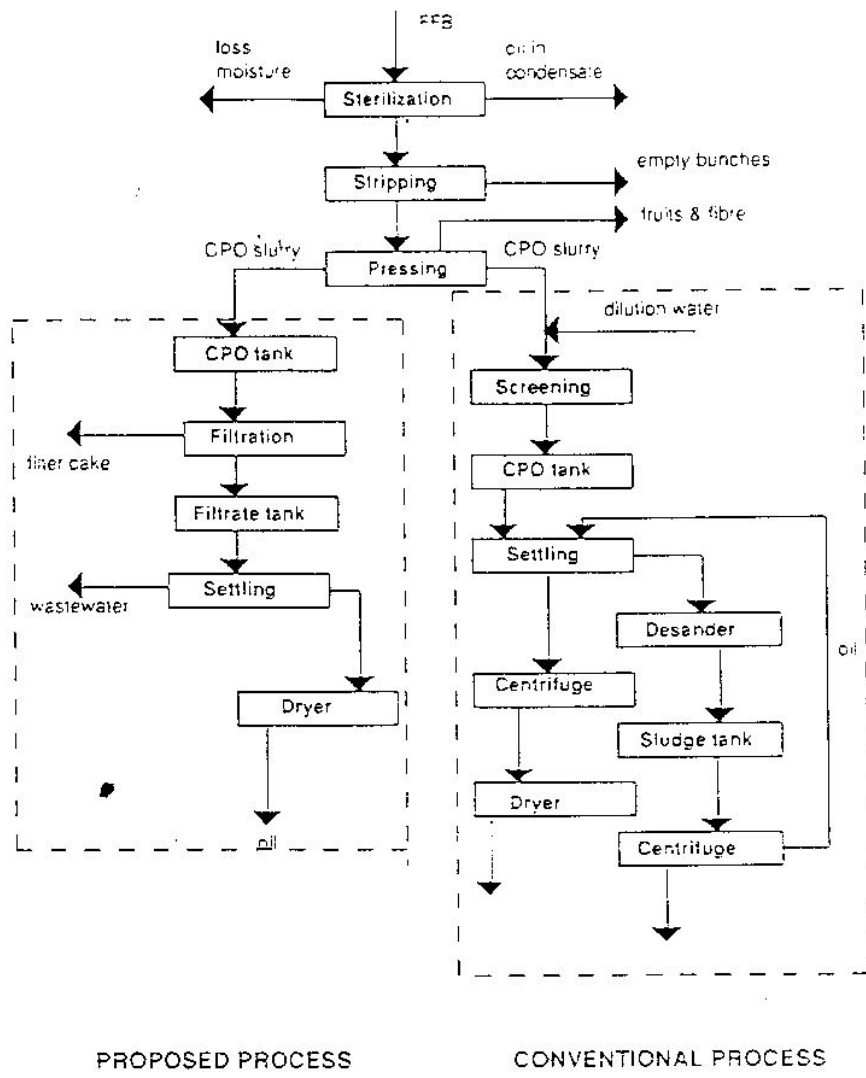 FFB
loss
moisture
oil in
condensate
Sterilization
empty bunches
Stripping
fruits & fibre
CPO slurry
CPO slurry
Pressing
dilution water
CPO tank
Screening
Filtration
filter cake
CPO tank
Filtrate tank
Settling
Settling
wastewater
Desander
oil
Centrifuge
Dryer
Sludge tank
Dryer
oil
Centrifuge
PROPOSED PROCESS
CONVENTIONAL PROCESS